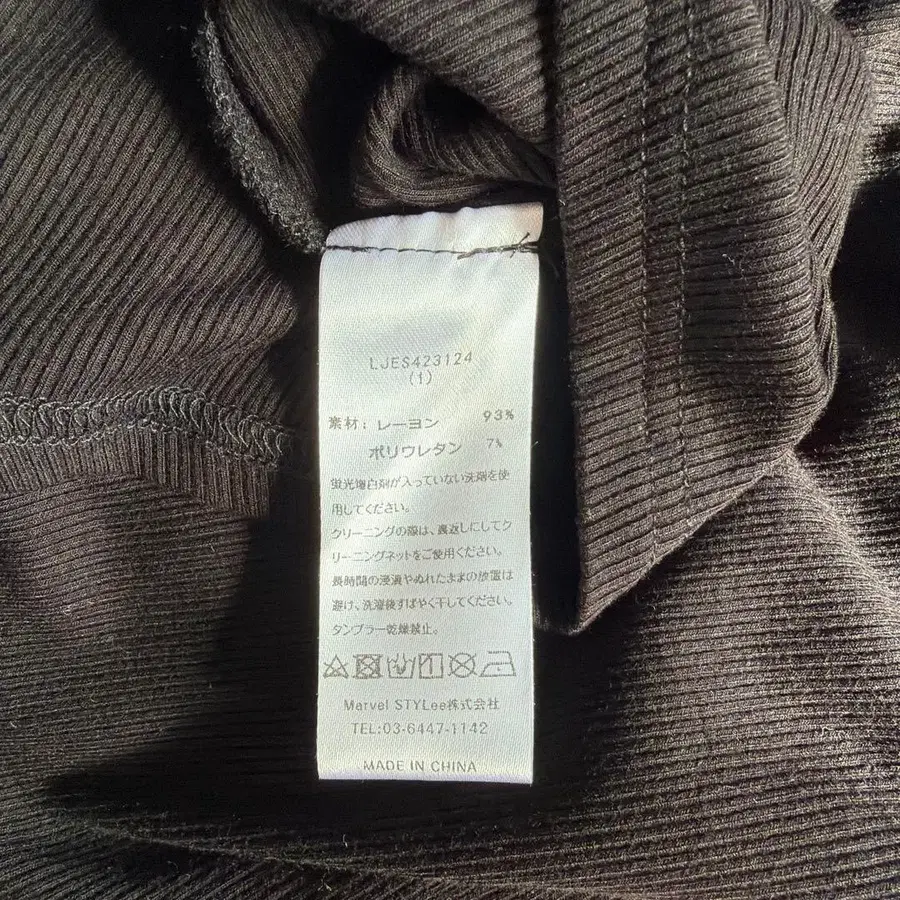 LJES423124
(1)
素材: レーヨン 93%
ポリウレタン 7%
蛍光増白剤が入っていない洗剤を使
用してください。
クリーニングの際は、裏返しにしてク
リーニングネットをご使用ください。
長時間の浸漬やぬれたままの放置は
避け、洗濯後すばやく干してください。
タンブラー乾燥禁止。
Marvel STYLee株式会社
TEL:03-6447-1142
MADE IN CHINA